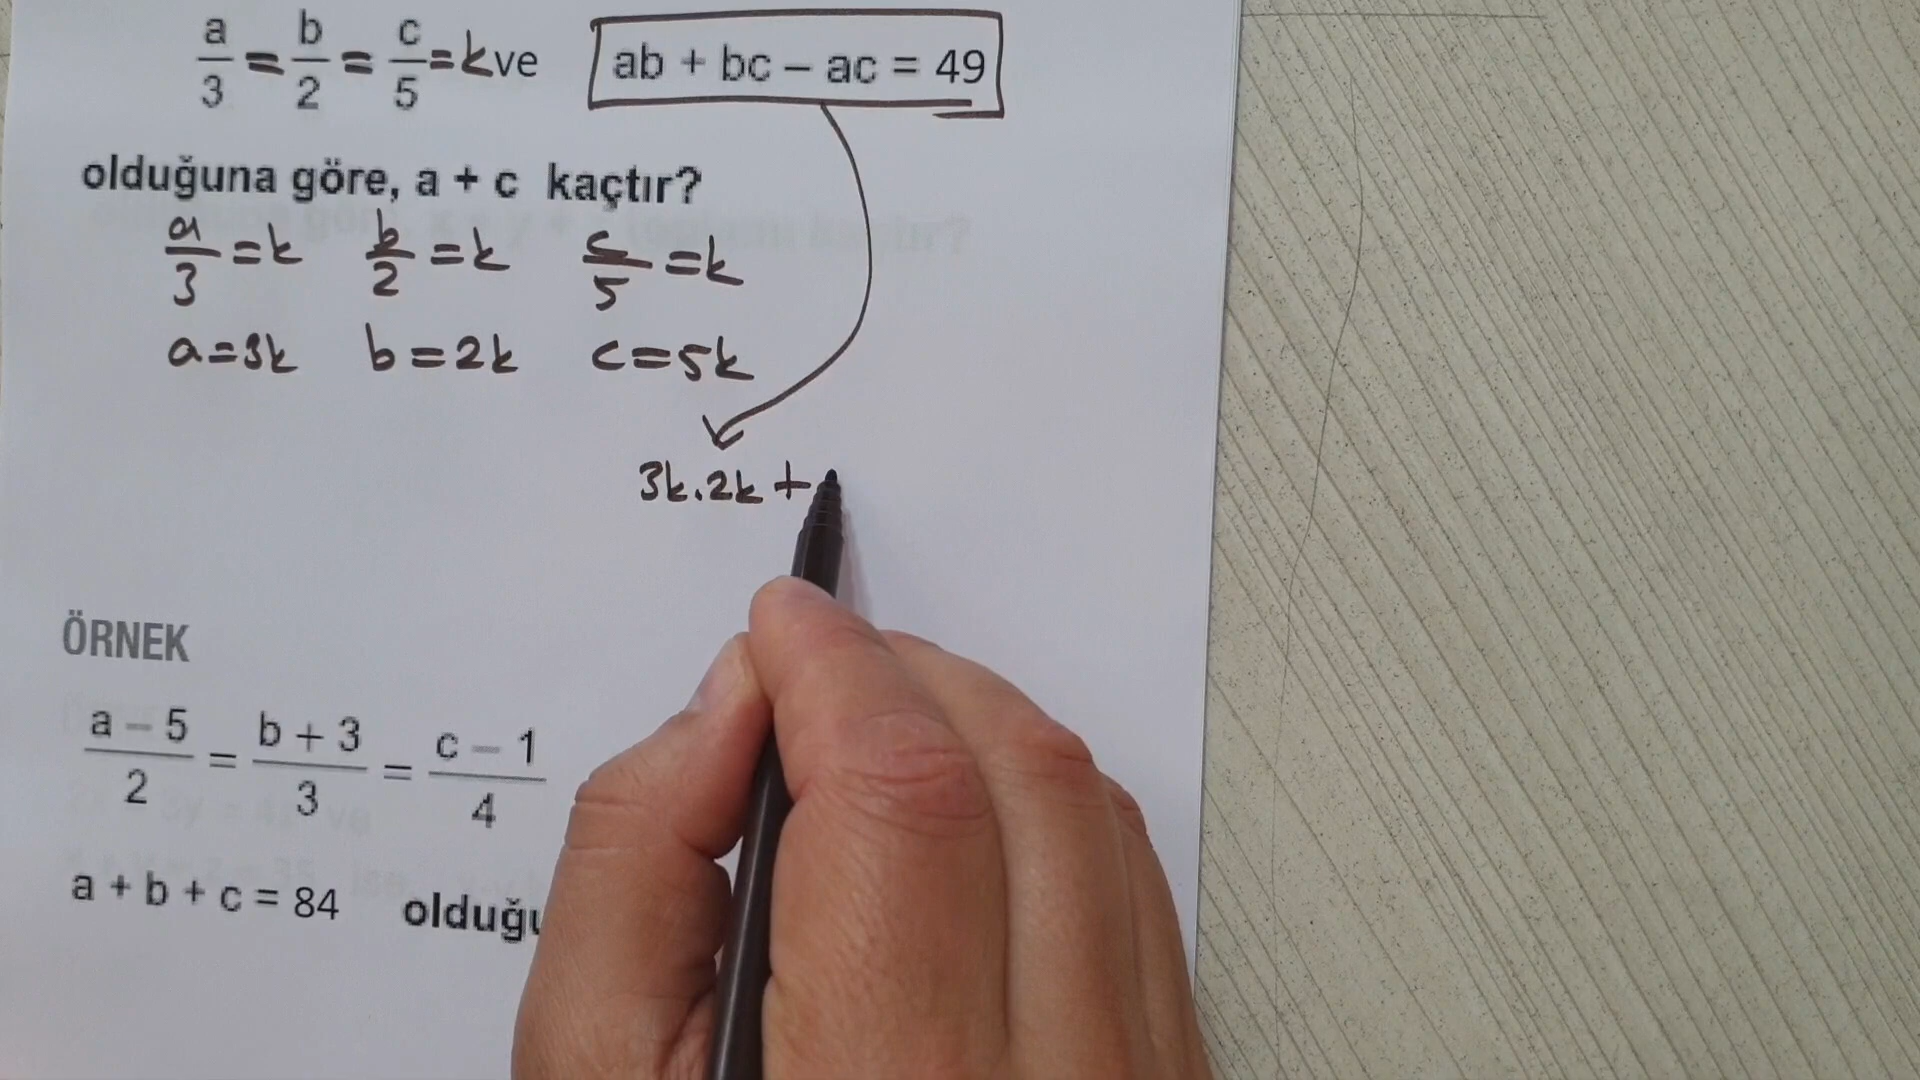 a/3 = b/2 = c/5 = k ve ab + bc – ac = 49
olduğuna göre, a + c kaçtır?
a/3 = k b/2 = k c/5 = k
a = 3k b = 2k c = 5k
3k.2k +
ÖRNEK
a – 5/2 = b + 3/3 = c – 1/4
a + b + c = 84 olduğu